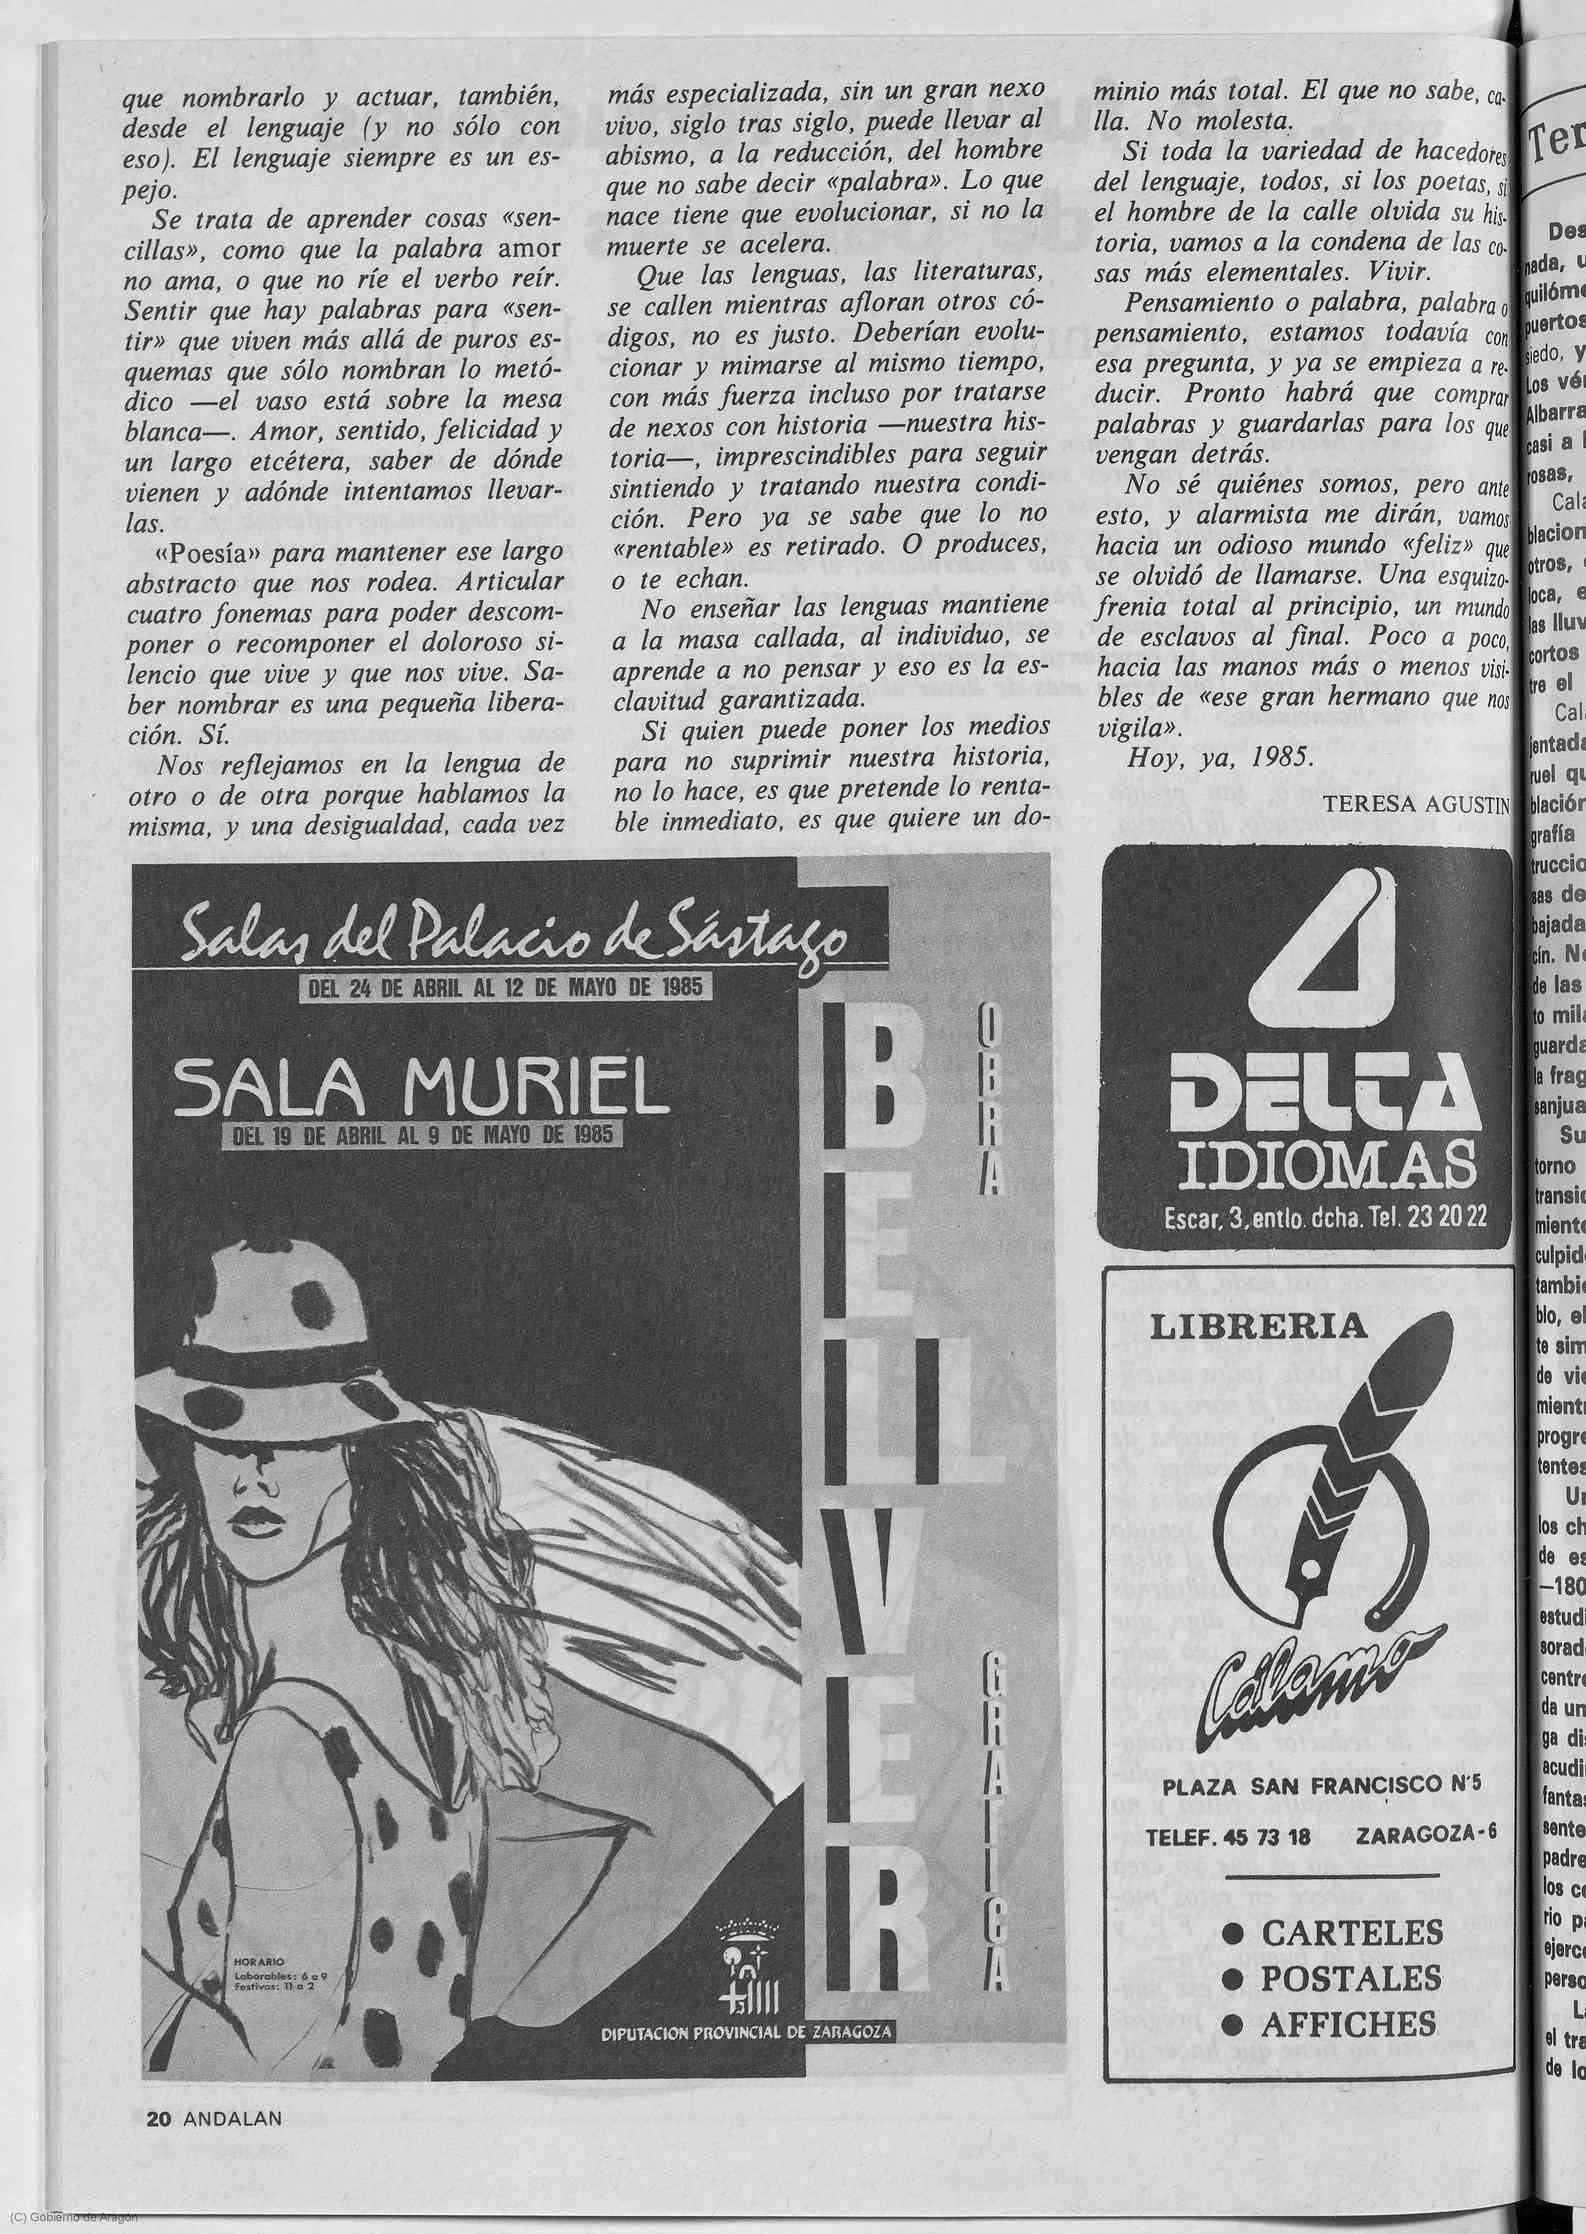 que nombrarlo y actuar, también,
desde el lenguaje (y no sólo con
eso). El lenguaje siempre es un es-
pejo.
Se trata de aprender cosas «sen-
cillas», como que la palabra amor
no ama, o que no ríe el verbo reír.
Sentir que hay palabras para «sen-
tir» que viven más allá de puros es-
quemas que sólo nombran lo metó-
dico —el vaso está sobre la mesa
blanca—. Amor, sentido, felicidad y
un largo etcétera, saber de dónde
vienen y adónde intentamos llevar-
las.
«Poesía» para mantener ese largo
abstracto que nos rodea. Articular
cuatro fonemas para poder descom-
poner o recomponer el doloroso si-
lencio que vive y que nos vive. Sa-
ber nombrar es una pequeña libera-
ción. Sí.
Nos reflejamos en la lengua de
otro o de otra porque hablamos la
misma, y una desigualdad, cada vez
más especializada, sin un gran nexo
vivo, siglo tras siglo, puede llevar al
abismo, a la reducción, del hombre
que no sabe decir «palabra». Lo que
nace tiene que evolucionar, si no la
muerte se acelera.
Que las lenguas, las literaturas,
se callen mientras afloran otros có-
digos, no es justo. Deberían evolu-
cionar y mimarse al mismo tiempo,
con más fuerza incluso por tratarse
de nexos con historia —nuestra his-
toria—, imprescindibles para seguir
sintiendo y tratando nuestra condi-
ción. Pero ya se sabe que lo no
«rentable» es retirado. O produces,
o te echan.
No enseñar las lenguas mantiene
a la masa callada, al individuo, se
aprende a no pensar y eso es la es-
clavitud garantizada.
Si quien puede poner los medios
para no suprimir nuestra historia,
no lo hace, es que pretende lo renta-
ble inmediato, es que quiere un do-
minio más total. El que no sabe, ca-
lla. No molesta.
Si toda la variedad de hacedores
del lenguaje, todos, si los poetas, si
el hombre de la calle olvida su his-
toria, vamos a la condena de las co-
sas más elementales. Vivir.
Pensamiento o palabra, palabra o
pensamiento, estamos todavía con
esa pregunta, y ya se empieza a re-
ducir. Pronto habrá que comprar
palabras y guardarlas para los que
vengan detrás.
No sé quiénes somos, pero ante
esto, y alarmista me dirán, vamos
hacia un odioso mundo «feliz» que
se olvidó de llamarse. Una esquizo-
frenia total al principio, un mundo
de esclavos al final. Poco a poco,
hacia las manos más o menos visi-
bles de «ese gran hermano que nos
vigila».
Hoy, ya, 1985.
TERESA AGUSTIN
Salas del Palacio de Sástago
DEL 24 DE ABRIL AL 12 DE MAYO DE 1985
SALA MURIEL
DEL 19 DE ABRIL AL 9 DE MAYO DE 1985
BEULVER
OBRA
GRAFICA
HORARIO
Laborables: 6 a 9
Festivos: 11 a 2
DIPUTACION PROVINCIAL DE ZARAGOZA
DELTA
IDIOMAS
Escar, 3, entlo. dcha. Tel. 23 20 22
LIBRERIA
Cálamo
PLAZA SAN FRANCISCO Nº5
TELEF. 45 73 18 ZARAGOZA-6
● CARTELES
● POSTALES
● AFFICHES
20 ANDALAN
(C) Gobierno de Aragón